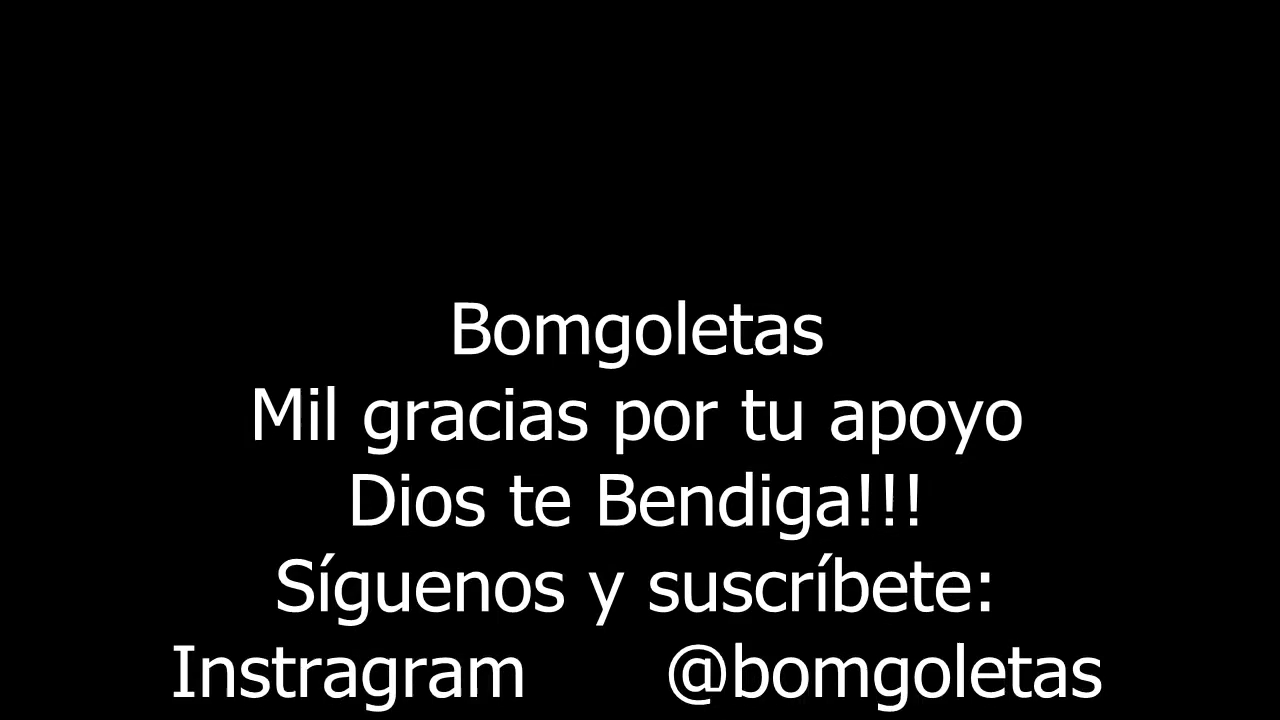 Bomgoletas
Mil gracias por tu apoyo
Dios te Bendiga!!!
Síguenos y suscríbete:
Instragram @bomgoletas